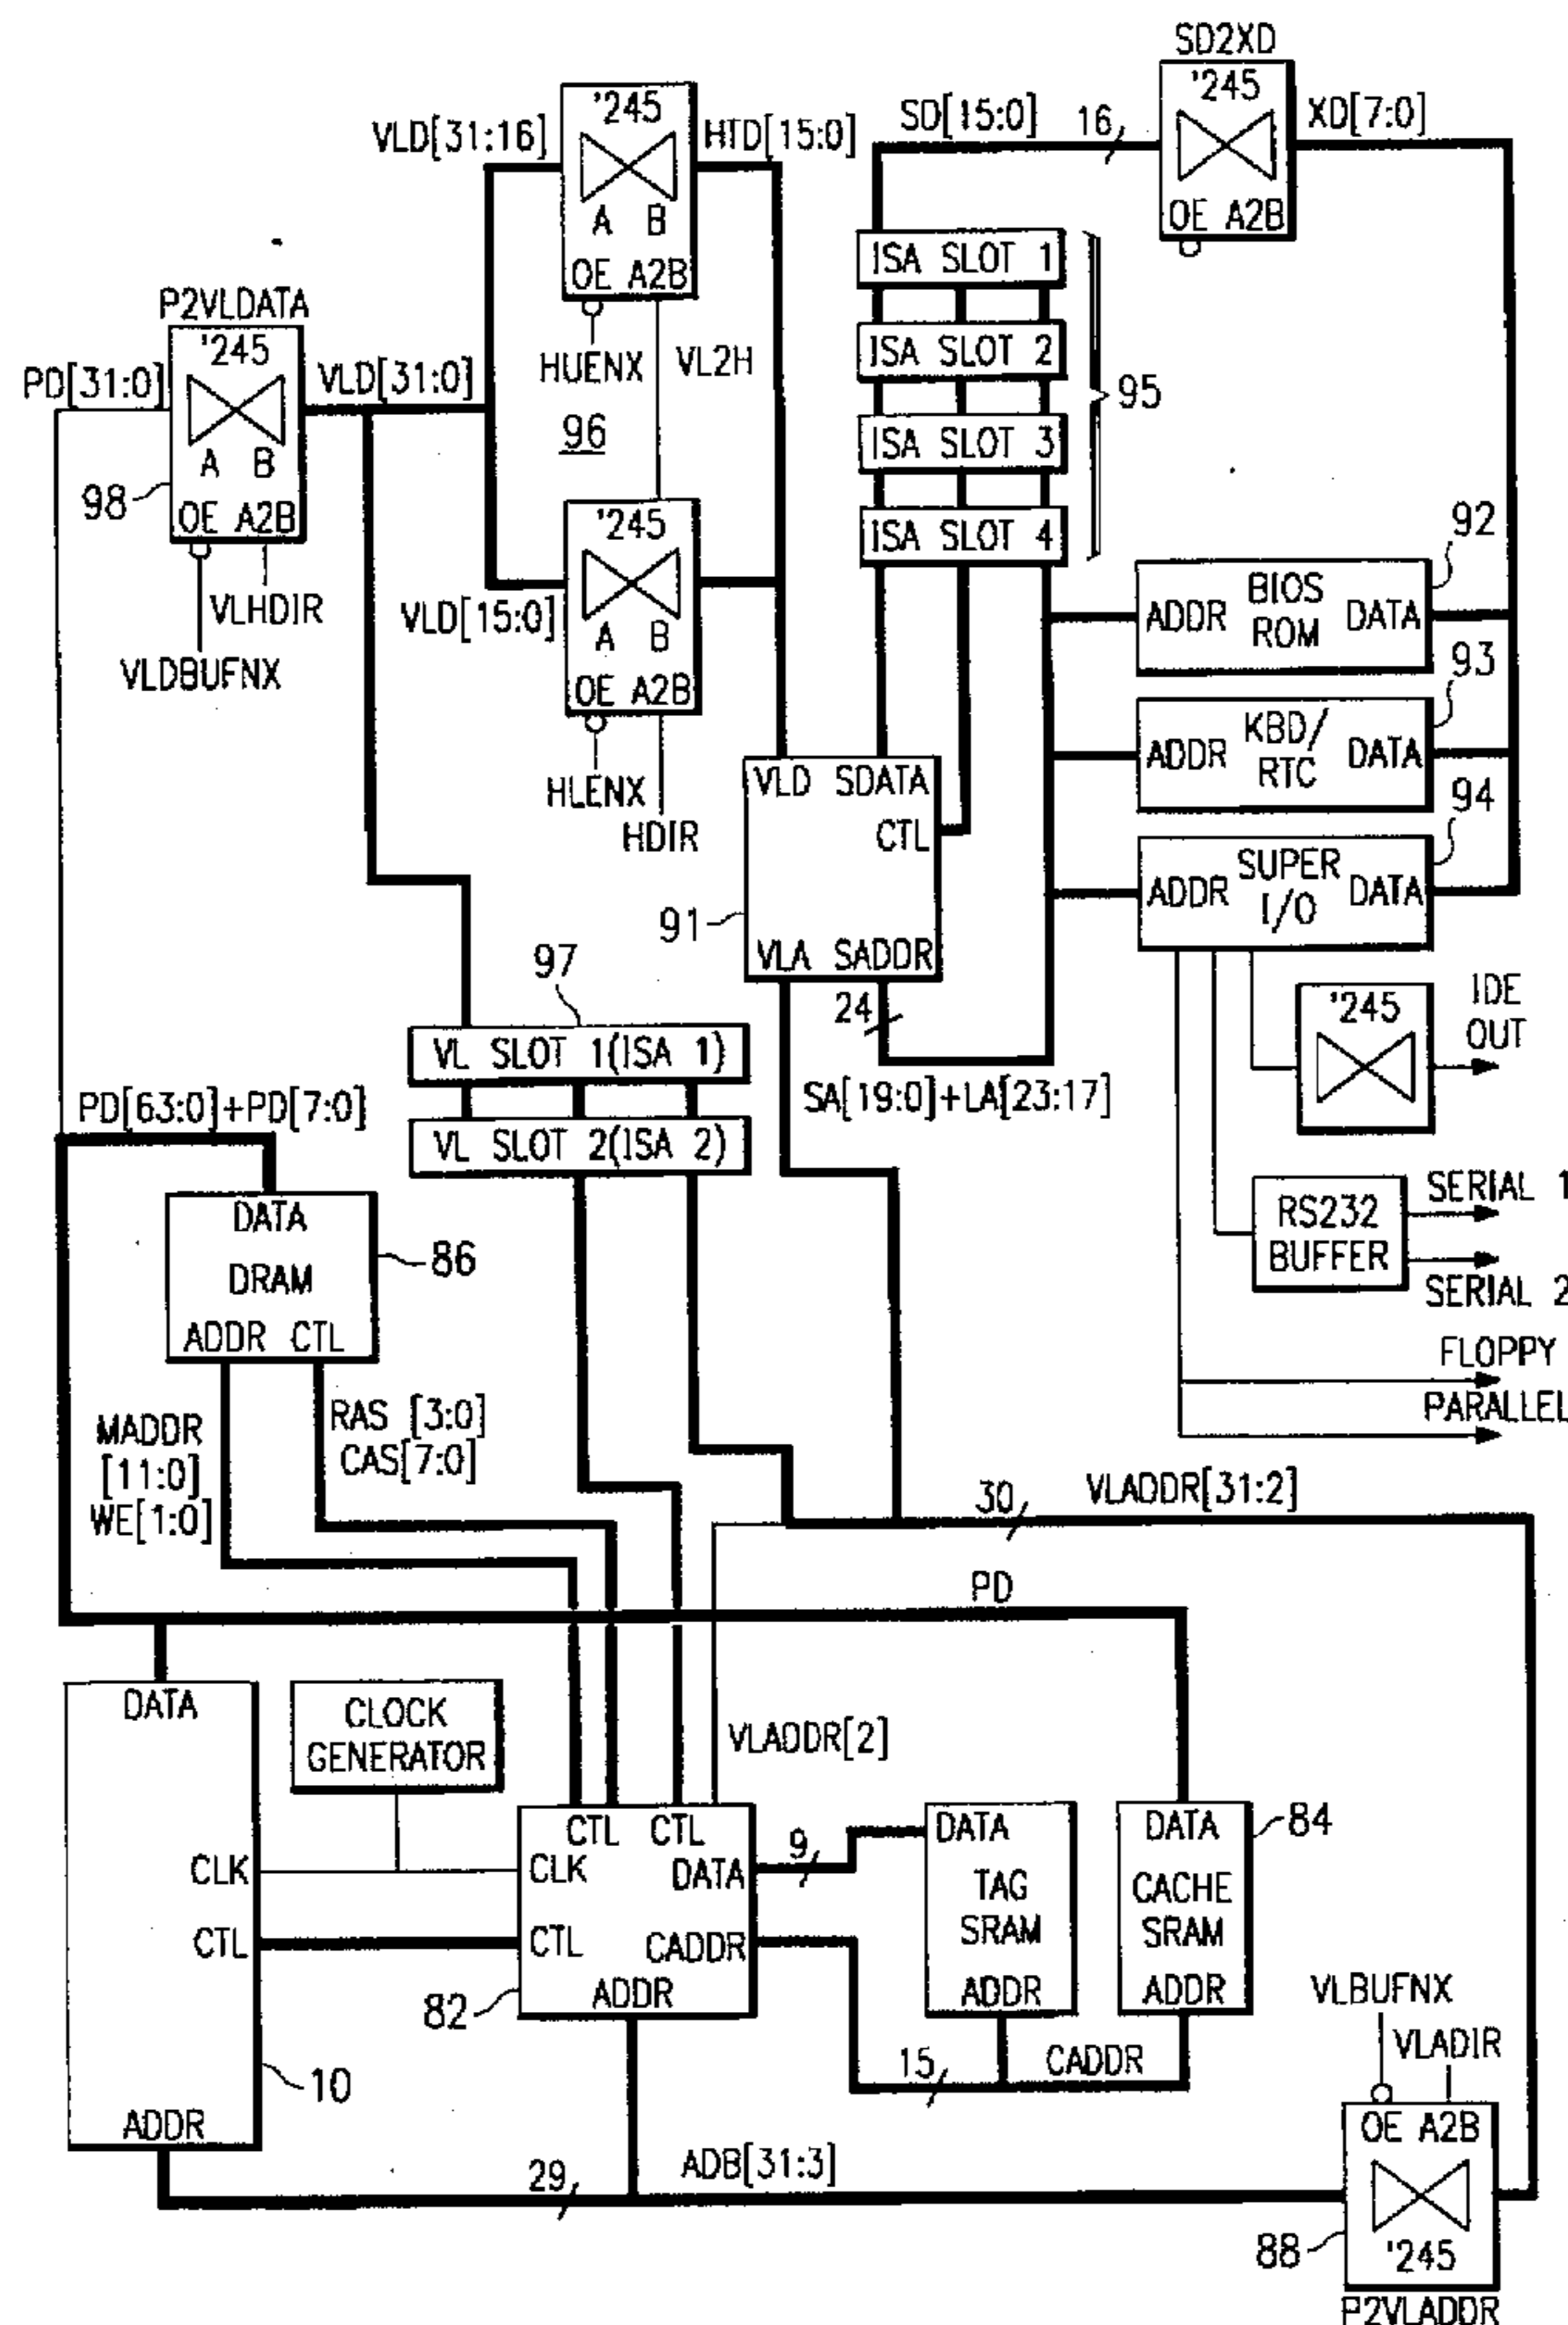 SD2XD
'245
OE A2B
SD[15:0]
16
XD[7:0]
'245
A B
OE A2B
VLD[31:16]
HTD[15:0]
HUENX
VL2H
96
P2VLDATA
'245
A B
OE A2B
PD[31:0]
VLD[31:0]
98
VLHDIR
VLDBUFNX
'245
A B
OE A2B
VLD[15:0]
HLENX
HDIR
ISA SLOT 1
ISA SLOT 2
ISA SLOT 3
ISA SLOT 4
95
92
ADDR BIOS ROM DATA
93
ADDR KBD/ RTC DATA
94
ADDR SUPER I/O DATA
VLD SDATA
CTL
VLA SADDR
91
24
SA[19:0]+LA[23:17]
97
VL SLOT 1(ISA 1)
VL SLOT 2(ISA 2)
'245
IDE
OUT
RS232
BUFFER
SERIAL 1
SERIAL 2
FLOPPY
PARALLEL
PD[63:0]+PD[7:0]
DATA
DRAM
ADDR CTL
86
MADDR
[11:0]
WE[1:0]
RAS [3:0]
CAS[7:0]
30
VLADDR[31:2]
PD
DATA
CLK
CTL
ADDR
10
CLOCK
GENERATOR
VLADDR[2]
CTL CTL
CLK DATA
CTL CADDR
ADDR
82
9
DATA
TAG
SRAM
ADDR
DATA
CACHE
SRAM
ADDR
84
15
CADDR
29
ADB[31:3]
VLBUFNX
VLADIR
OE A2B
'245
88
P2VLADDR